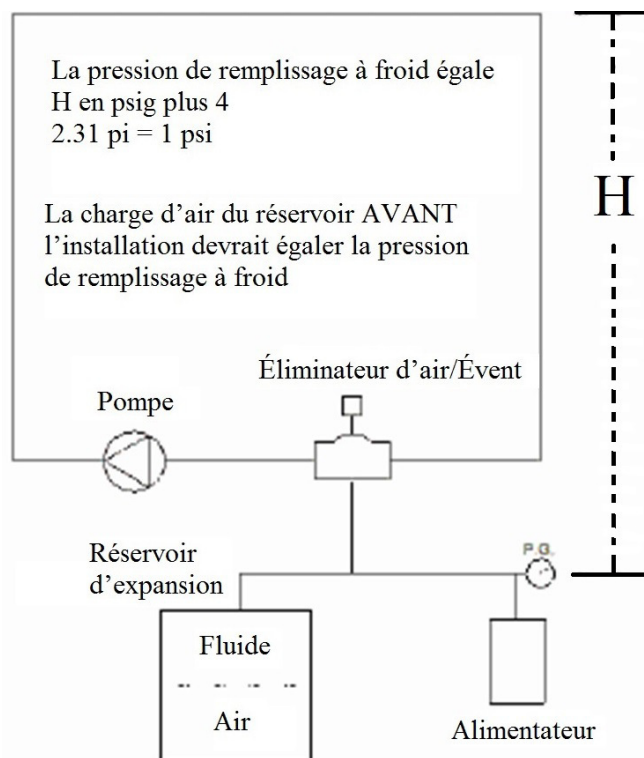 La pression de remplissage à froid égale
H en psig plus 4
2.31 pi = 1 psi
La charge d'air du réservoir AVANT
l'installation devrait égaler la pression
de remplissage à froid
H
Éliminateur d'air/Évent
Pompe
Réservoir
d'expansion
P.G.
Fluide
Air
Alimentateur